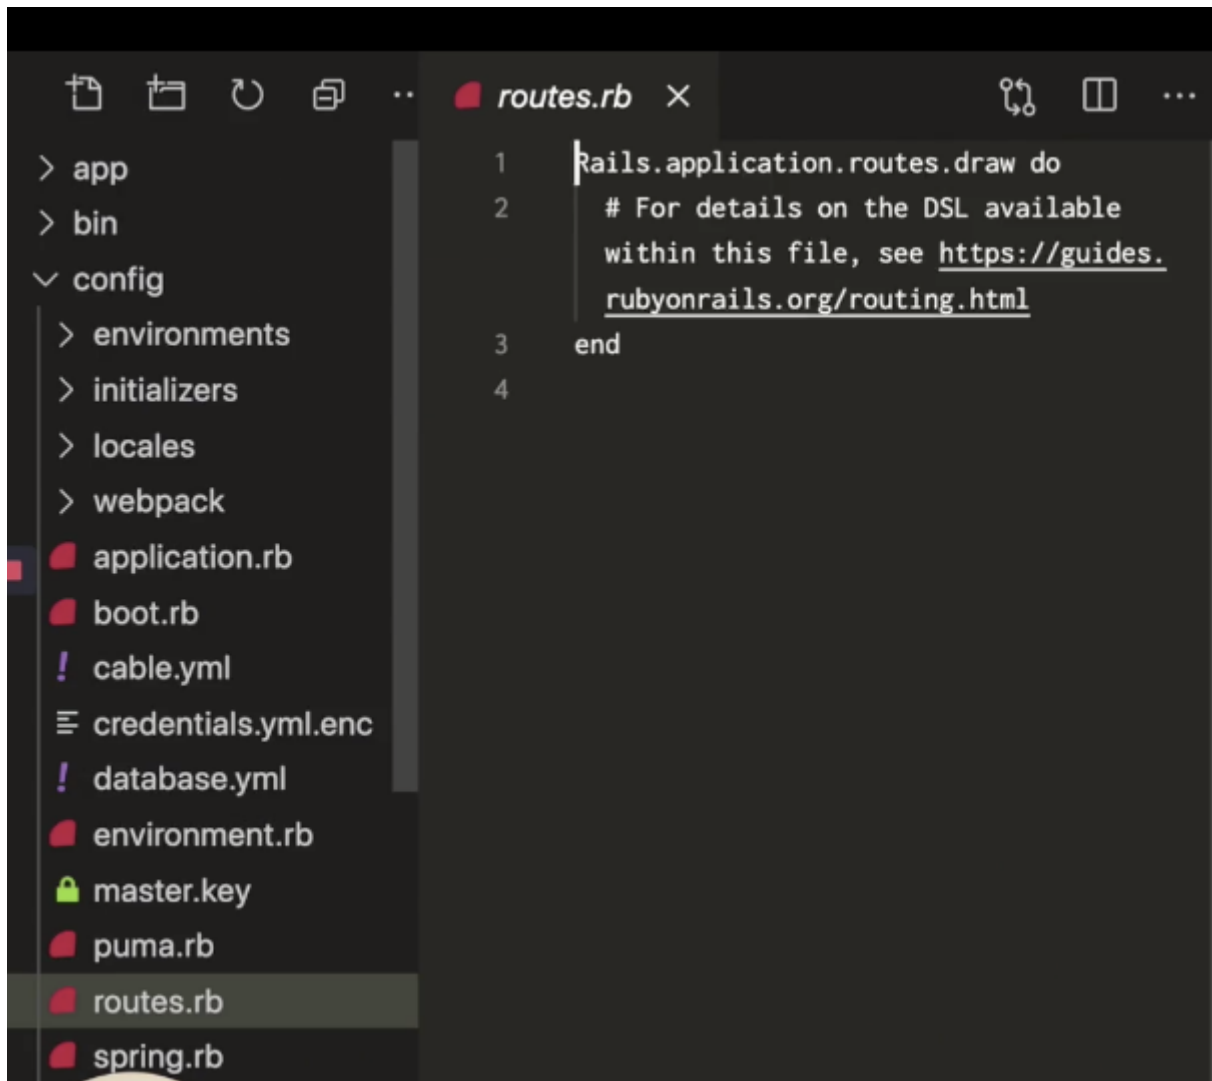 routes.rb
app
bin
config
environments
initializers
locales
webpack
application.rb
boot.rb
cable.yml
credentials.yml.enc
database.yml
environment.rb
master.key
puma.rb
routes.rb
spring.rb
1 Rails.application.routes.draw do
2 # For details on the DSL available
within this file, see https://guides.
rubyonrails.org/routing.html
3 end
4